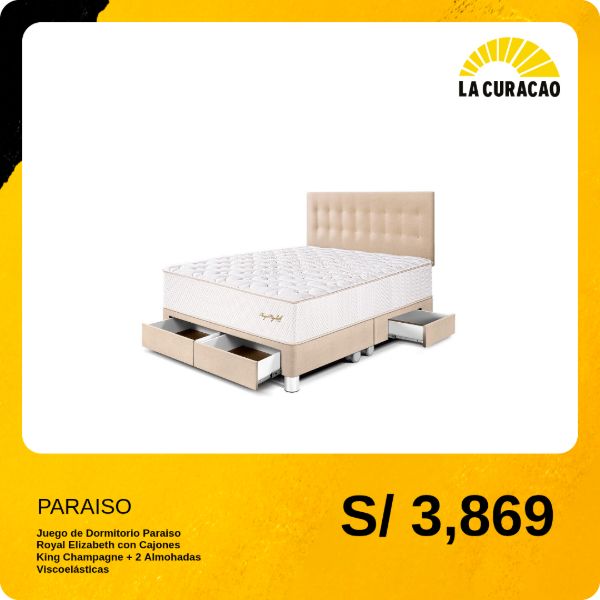 LA CURACAO
PARAISO
S/ 3,869
Juego de Dormitorio Paraiso
Royal Elizabeth con Cajones
King Champagne + 2 Almohadas
Viscoelásticas